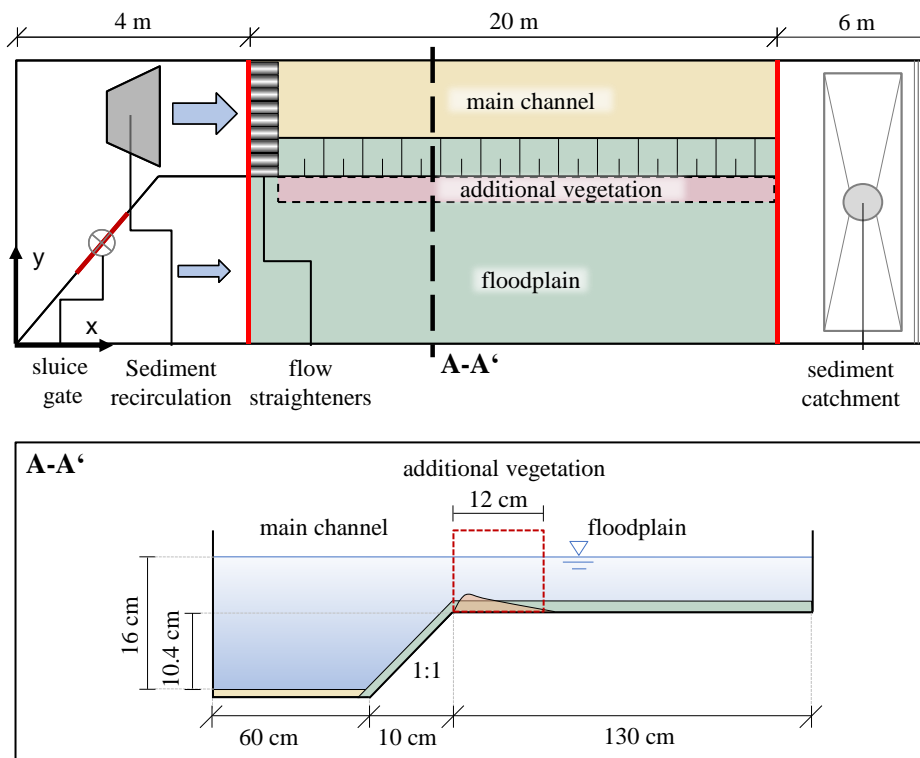 4 m
20 m
6 m
main channel
additional vegetation
floodplain
y
x
A-A‘
sluice
gate
Sediment
recirculation
flow
straighteners
sediment
catchment
A-A‘
additional vegetation
12 cm
main channel
floodplain
16 cm
10.4 cm
1:1
60 cm
10 cm
130 cm